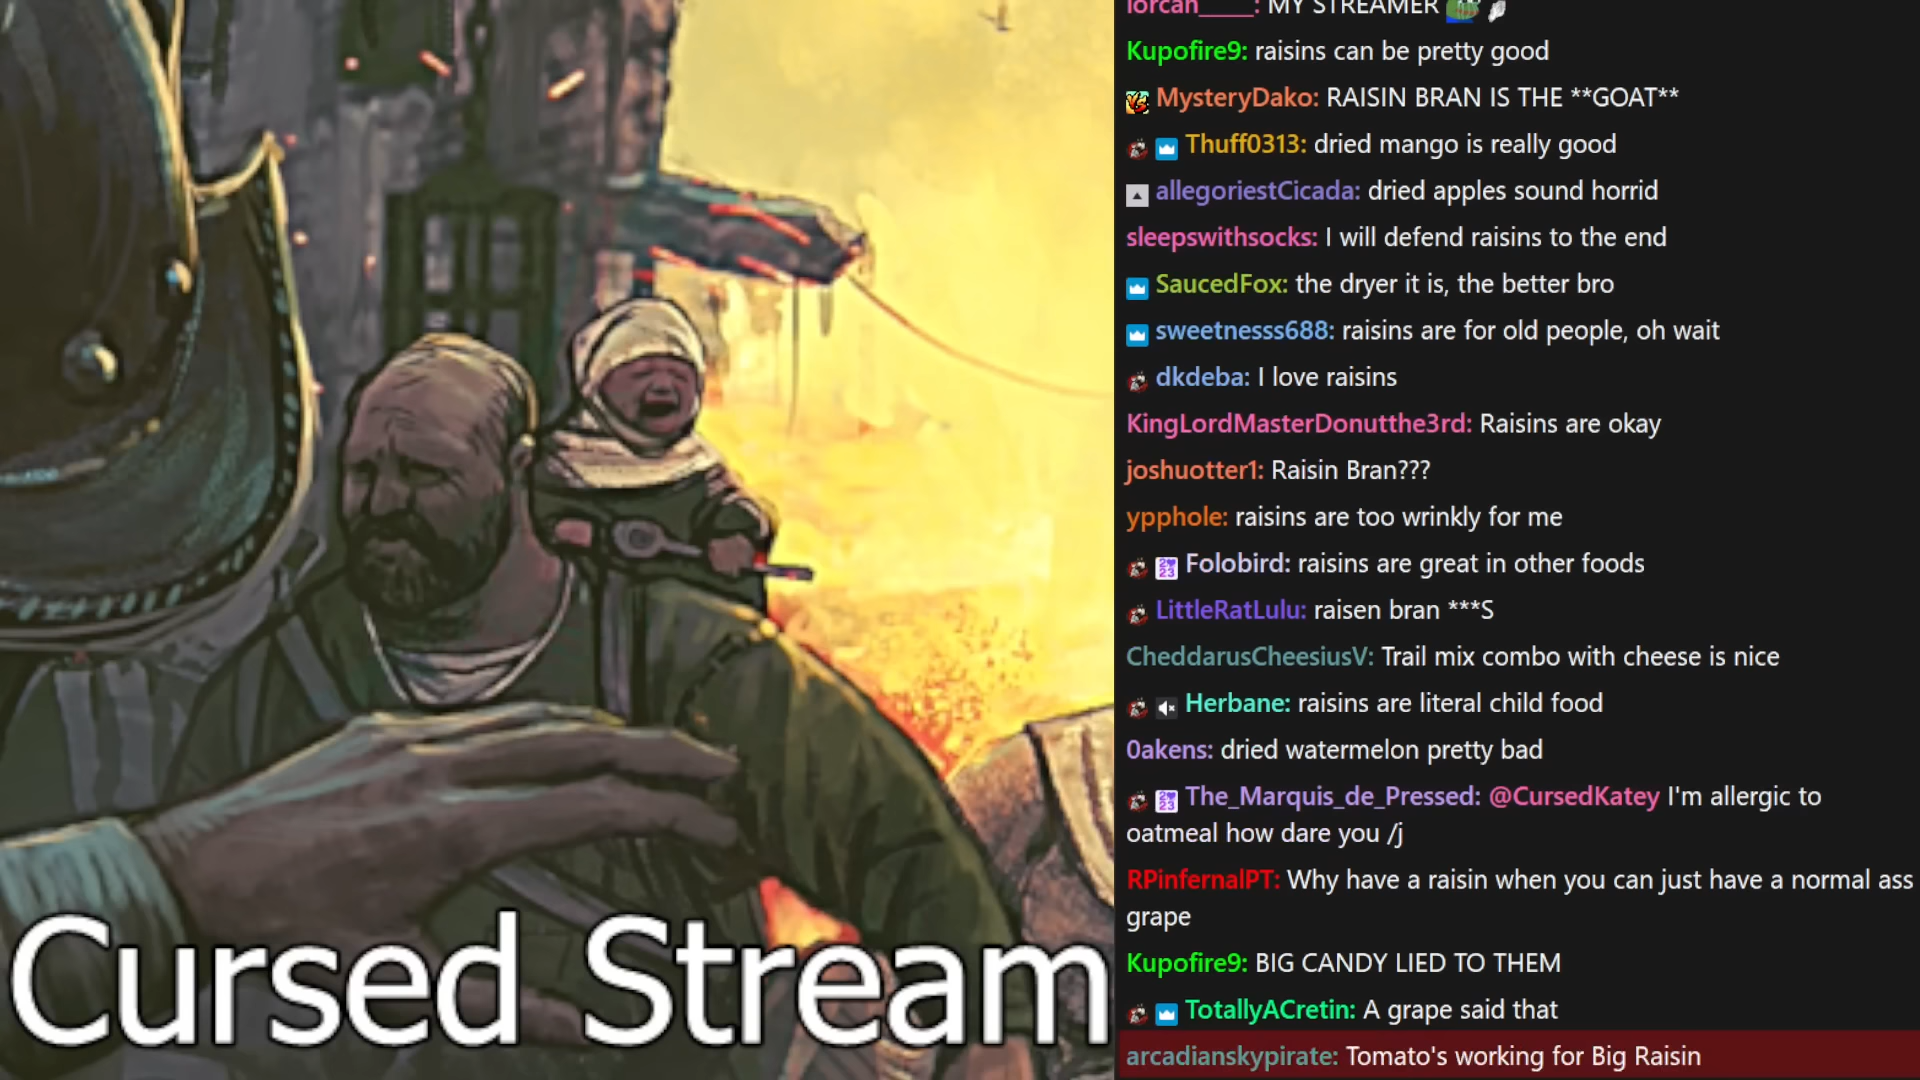 Cursed Stream
lorcan_____: MY STREAMER
Kupofire9: raisins can be pretty good
MysteryDako: RAISIN BRAN IS THE **GOAT**
Thuff0313: dried mango is really good
allegoriestCicada: dried apples sound horrid
sleepswithsocks: I will defend raisins to the end
SaucedFox: the dryer it is, the better bro
sweetnesss688: raisins are for old people, oh wait
dkdeba: I love raisins
KingLordMasterDonutthe3rd: Raisins are okay
joshuotter1: Raisin Bran???
ypphole: raisins are too wrinkly for me
Folobird: raisins are great in other foods
LittleRatLulu: raisen bran ***S
CheddarusCheesiusV: Trail mix combo with cheese is nice
Herbane: raisins are literal child food
0akens: dried watermelon pretty bad
The_Marquis_de_Pressed: @CursedKatey I'm allergic to
oatmeal how dare you /j
RPinfernalPT: Why have a raisin when you can just have a normal ass
grape
Kupofire9: BIG CANDY LIED TO THEM
TotallyACretin: A grape said that
arcadianskypirate: Tomato's working for Big Raisin